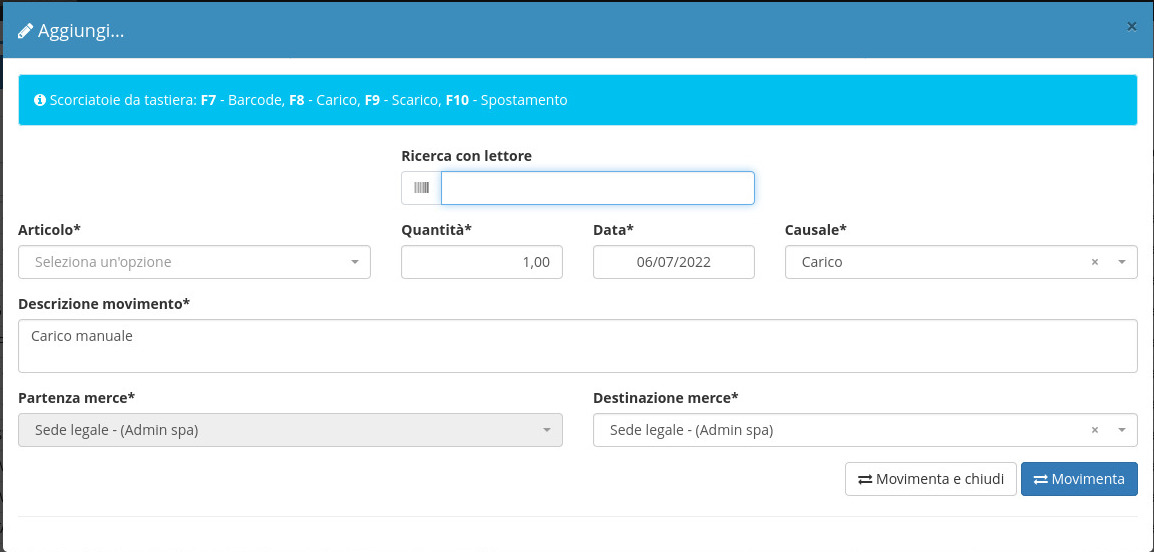 Aggiungi...
×
Scorciatoie da tastiera: F7 - Barcode, F8 - Carico, F9 - Scarico, F10 - Spostamento
Ricerca con lettore
Articolo* Quantità* Data* Causale*
Seleziona un'opzione 1,00 06/07/2022 Carico ×
Descrizione movimento*
Carico manuale
Partenza merce* Destinazione merce*
Sede legale - (Admin spa) Sede legale - (Admin spa) ×
Movimenta e chiudi Movimenta